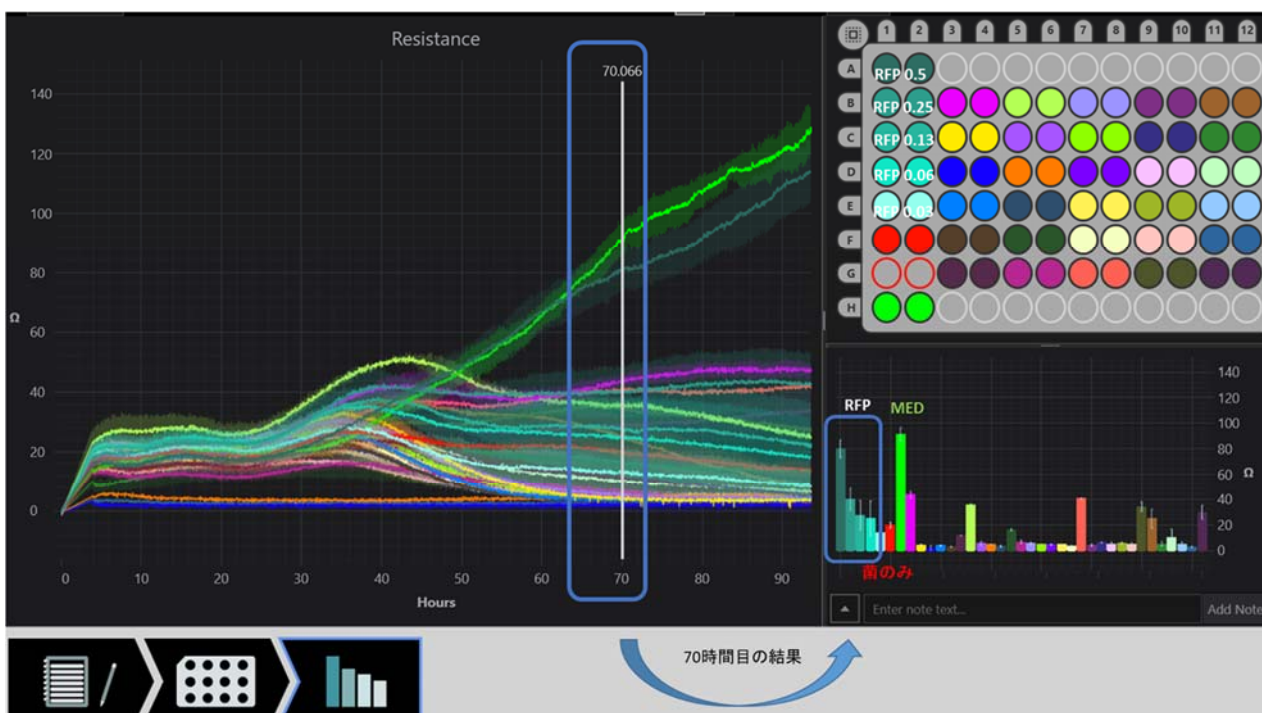 Resistance
70.066
140
120
100
80
60
40
20
0
Ω
0 10 20 30 40 50 60 70 80 90
Hours
1 2 3 4 5 6 7 8 9 10 11 12
A
RFP 0.5
B
RFP 0.25
C
RFP 0.13
D
RFP 0.06
E
RFP 0.03
F
G
H
RFP
MED
140
120
100
80
60
40
20
0
Ω
菌のみ
Enter note text...
Add Note
70時間目の結果